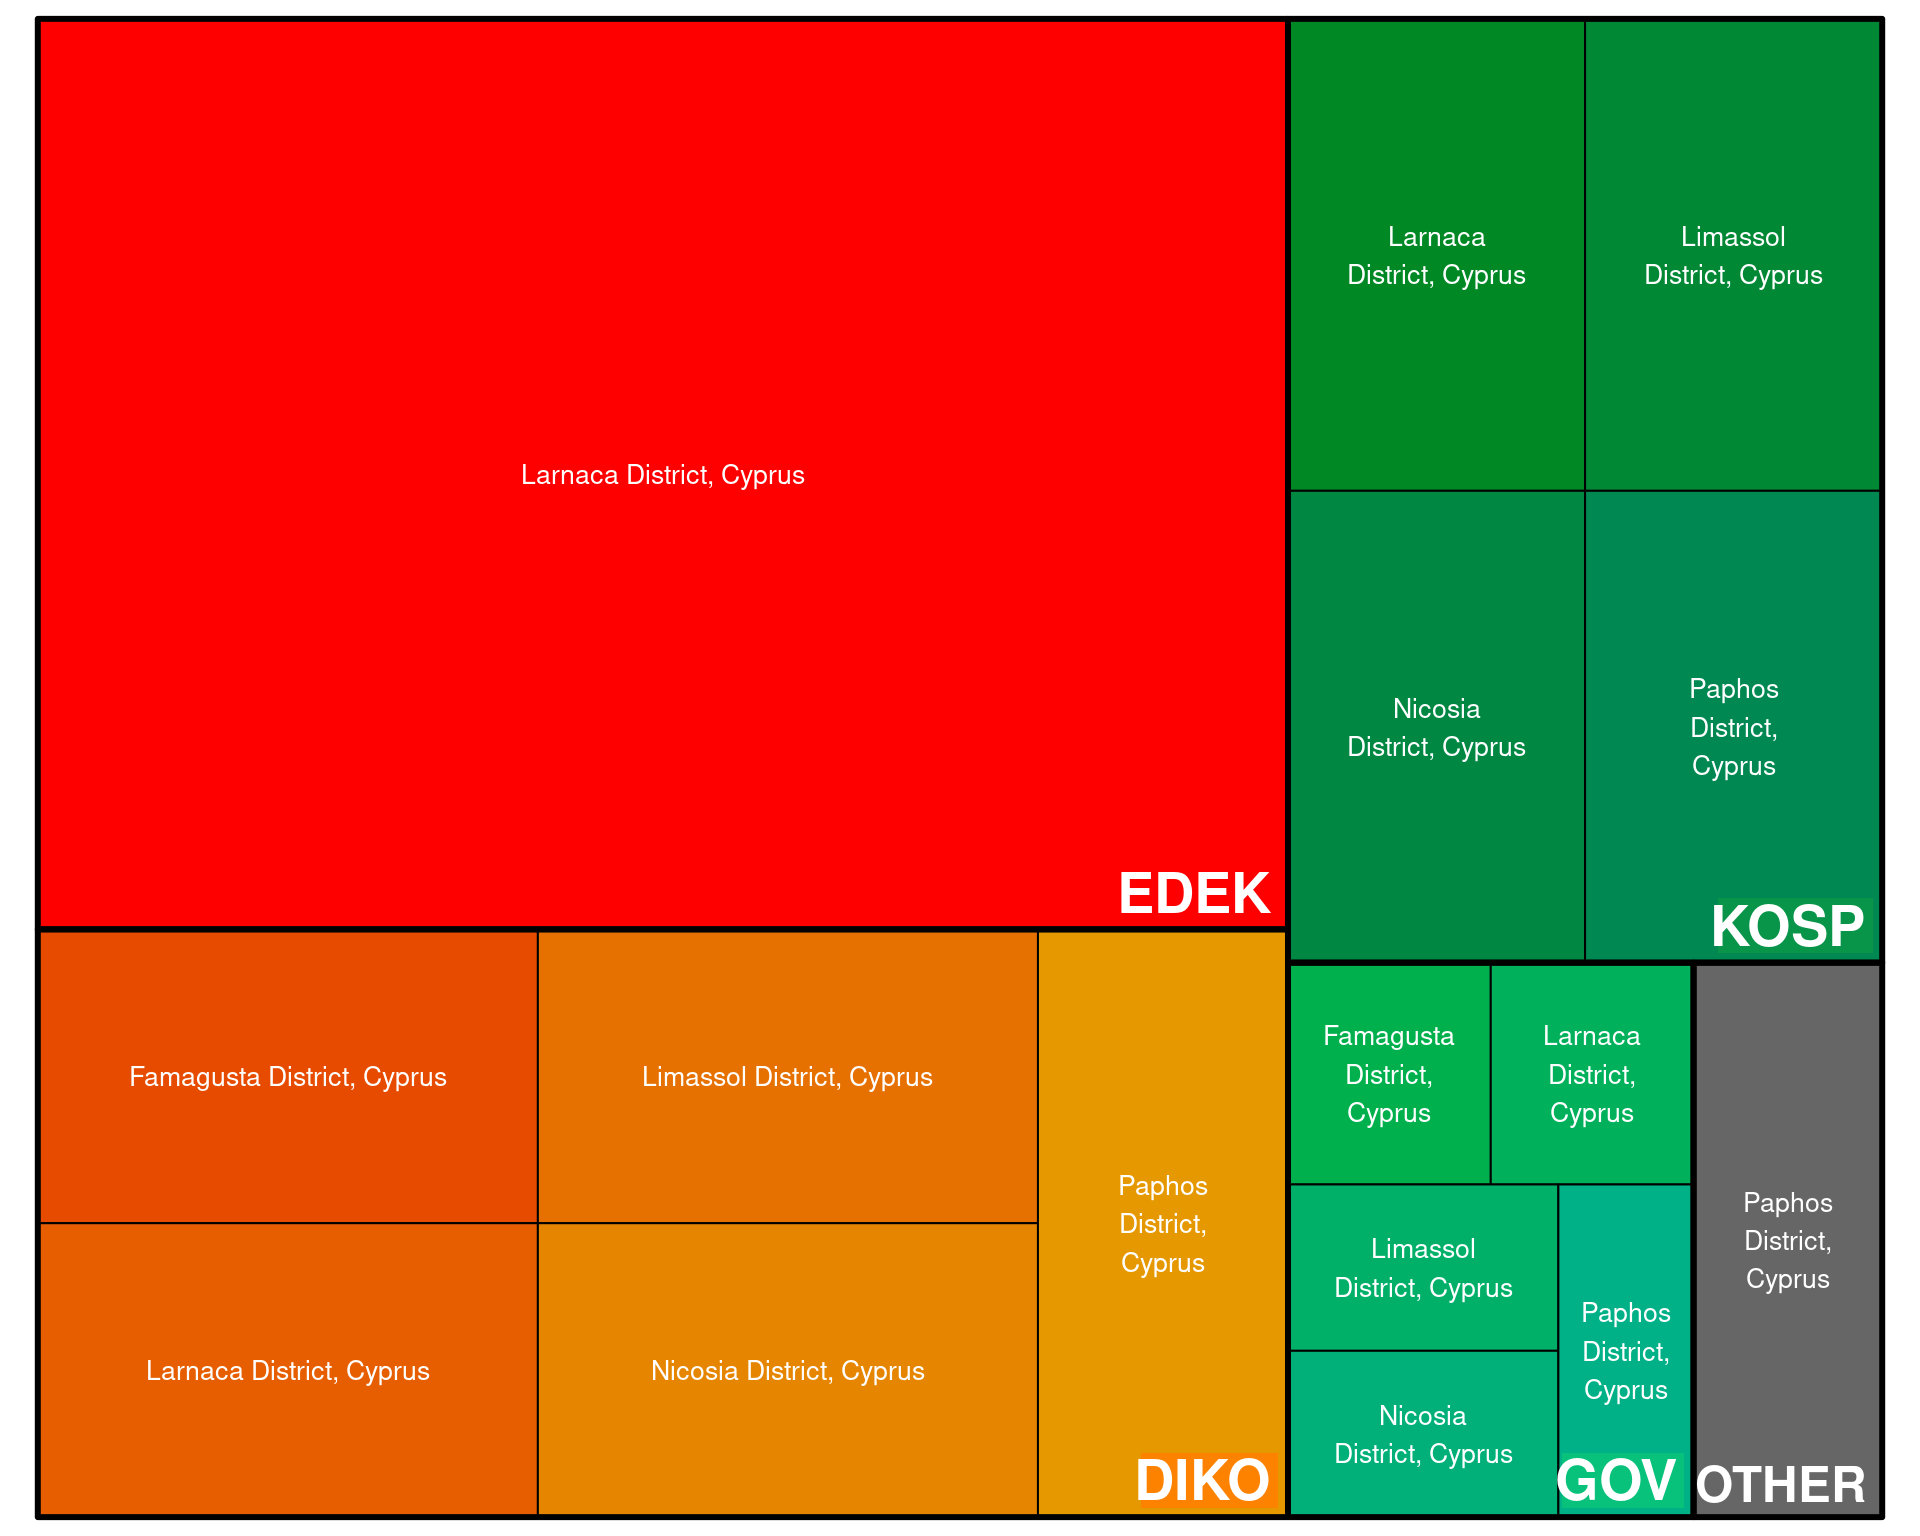 Larnaca District, Cyprus
EDEK
Famagusta District, Cyprus
Limassol District, Cyprus
Larnaca District, Cyprus
Nicosia District, Cyprus
Paphos
District,
Cyprus
DIKO
Larnaca
District, Cyprus
Limassol
District, Cyprus
Nicosia
District, Cyprus
Paphos
District,
Cyprus
KOSP
Famagusta
District,
Cyprus
Larnaca
District,
Cyprus
Limassol
District, Cyprus
Nicosia
District, Cyprus
Paphos
District,
Cyprus
GOV
Paphos
District,
Cyprus
OTHER